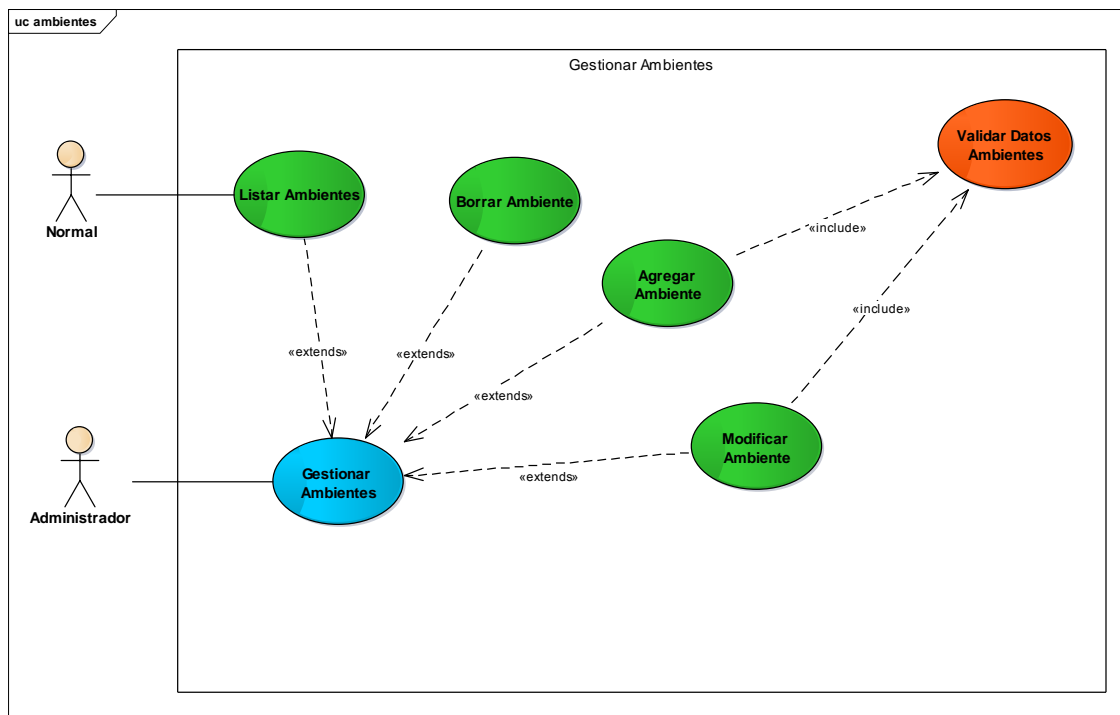 uc ambientes
Gestionar Ambientes
Validar Datos
Ambientes
Listar Ambientes
Borrar Ambiente
Normal
«include»
Agregar
Ambiente
«include»
«extends»
«extends»
«extends»
Modificar
Ambiente
«extends»
Gestionar
Ambientes
Administrador